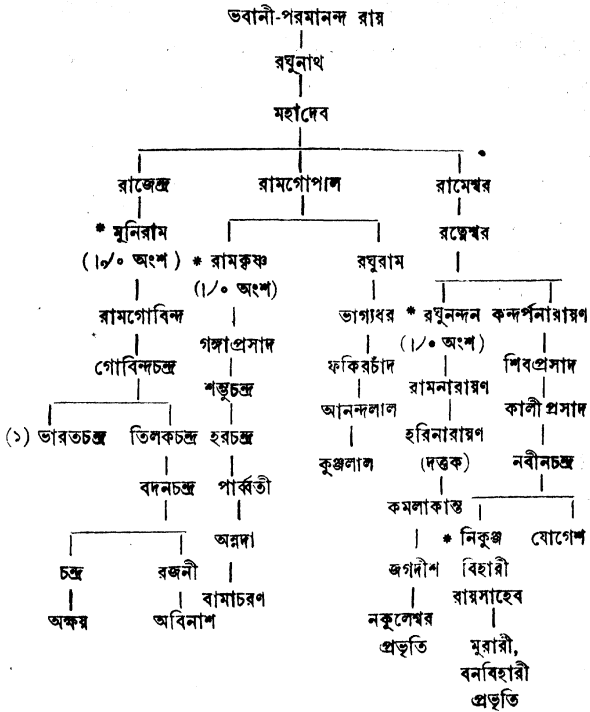 ভবানী-পরমানন্দ রায়
রঘুনাথ
মহাদেব
রাজেন্দ্র রামগোপাল রামেশ্বর
* মুনিরাম রত্নেশ্বর
(।৵০ অংশ) * রামকৃষ্ণ রঘুরাম
(।৴০ অংশ)
রামগোবিন্দ ভাগ্যধর * রঘুনন্দন কন্দর্পনারায়ণ
গঙ্গাপ্রসাদ (।৴০ অংশ)
গোবিন্দচন্দ্র ফকিরচাঁদ শিবপ্রসাদ
শম্ভুচন্দ্র রামনারায়ণ
আনন্দলাল কালীপ্রসাদ
(১) ভারতচন্দ্র তিলকচন্দ্র হরচন্দ্র হরিনারায়ণ
কুঞ্জলাল (দত্তক) নবীনচন্দ্র
বদনচন্দ্র পার্ব্বতী
কমলাকান্ত
অন্নদা * নিকুঞ্জ যোগেশ
চন্দ্র রজনী জগদীশ বিহারী
বামাচরণ রায়সাহেব
অক্ষয় অবিনাশ নকুলেশ্বর
প্রভৃতি মুরারী,
বনবিহারী
প্রভৃতি